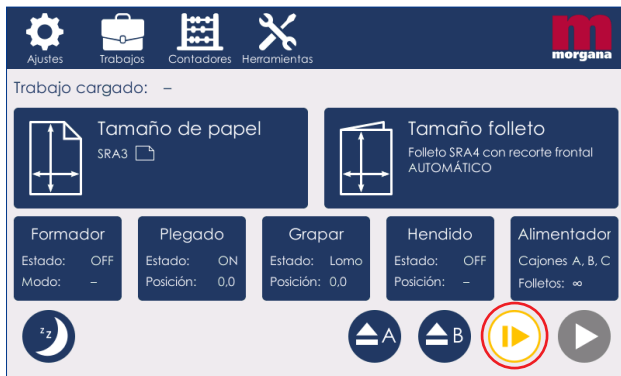 Ajustes
Trabajos
Contadores
Herramientas
morgana
Trabajo cargado: –
Tamaño de papel
SRA3
Tamaño folleto
Folleto SRA4 con recorte frontal
AUTOMÁTICO
Formador
Estado: OFF
Modo: –
Plegado
Estado: ON
Posición: 0,0
Grapar
Estado: Lomo
Posición: 0,0
Hendido
Estado: OFF
Posición: –
Alimentador
Cajones A, B, C
Folletos: ∞
zZ
A
B